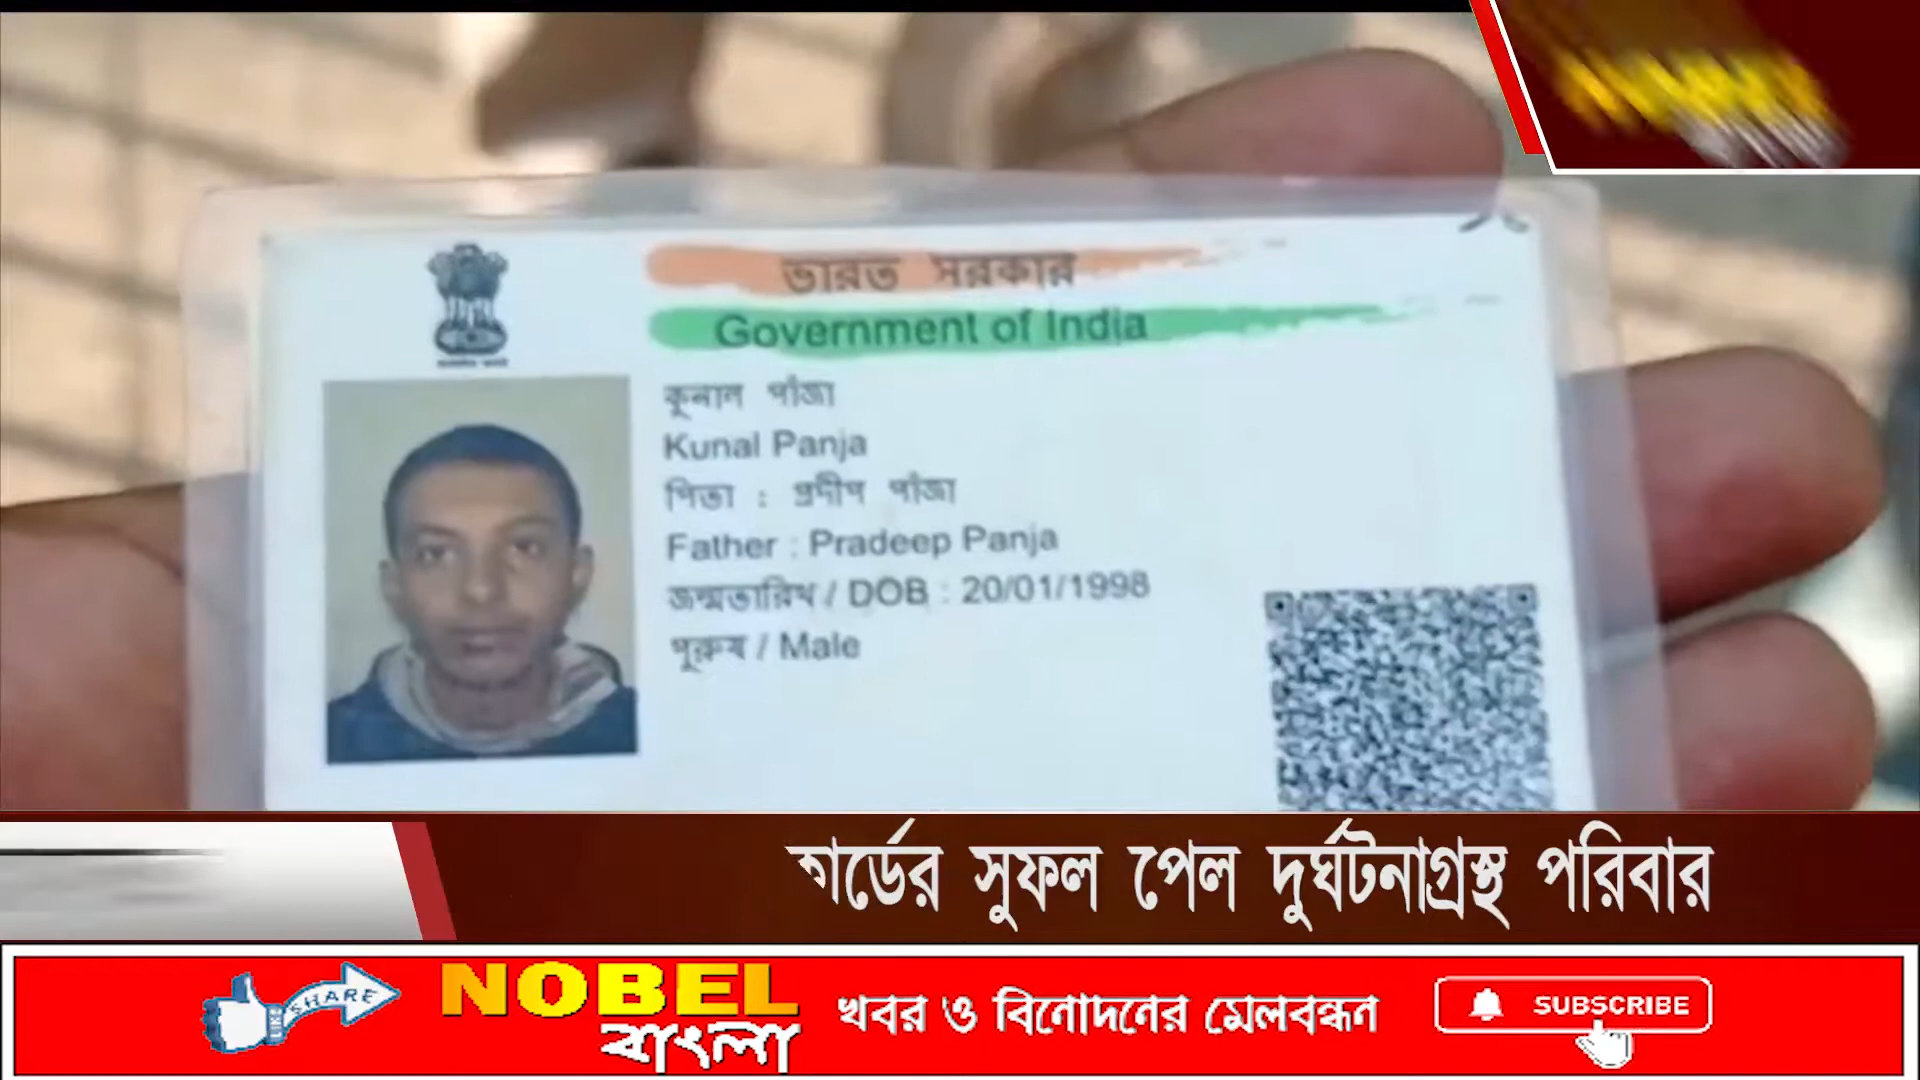 ভারত সরকার
Government of India
কুনাল পাঁজা
Kunal Panja
পিতা : প্রদীপ পাঁজা
Father : Pradeep Panja
জন্মতারিখ / DOB : 20/01/1998
পুরুষ / Male
কার্ডের সুফল পেল দুর্ঘটনাগ্রস্থ পরিবার
LIKE
SHARE
NOBEL
বাংলা
খবর ও বিনোদনের মেলবন্ধন
SUBSCRIBE